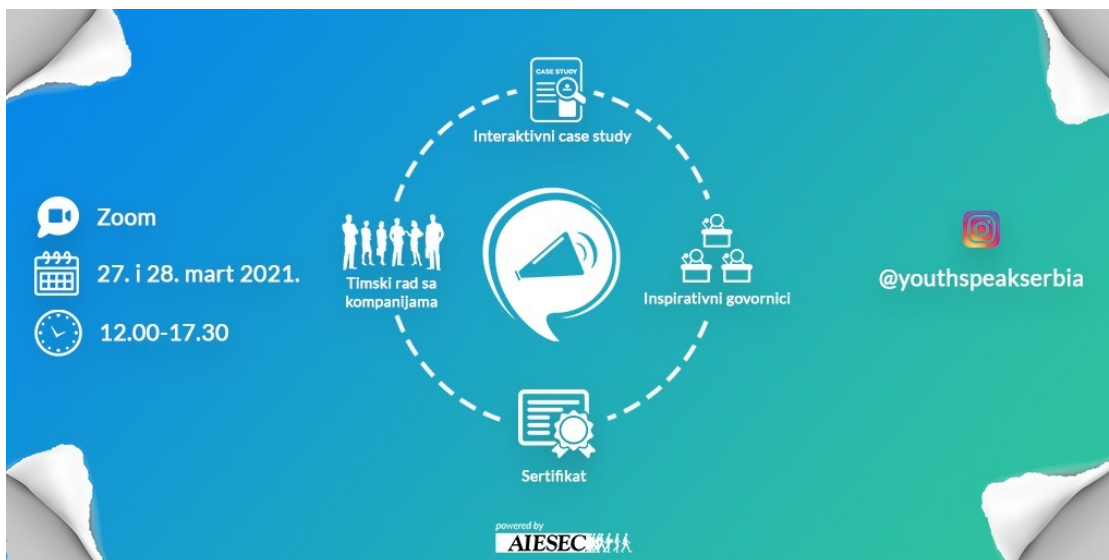 CASE STUDY
Interaktivni case study
Zoom
27. i 28. mart 2021.
12.00-17.30
Timski rad sa
kompanijama
Inspirativni govornici
@youthspeakserbia
Sertifikat
powered by
AIESEC